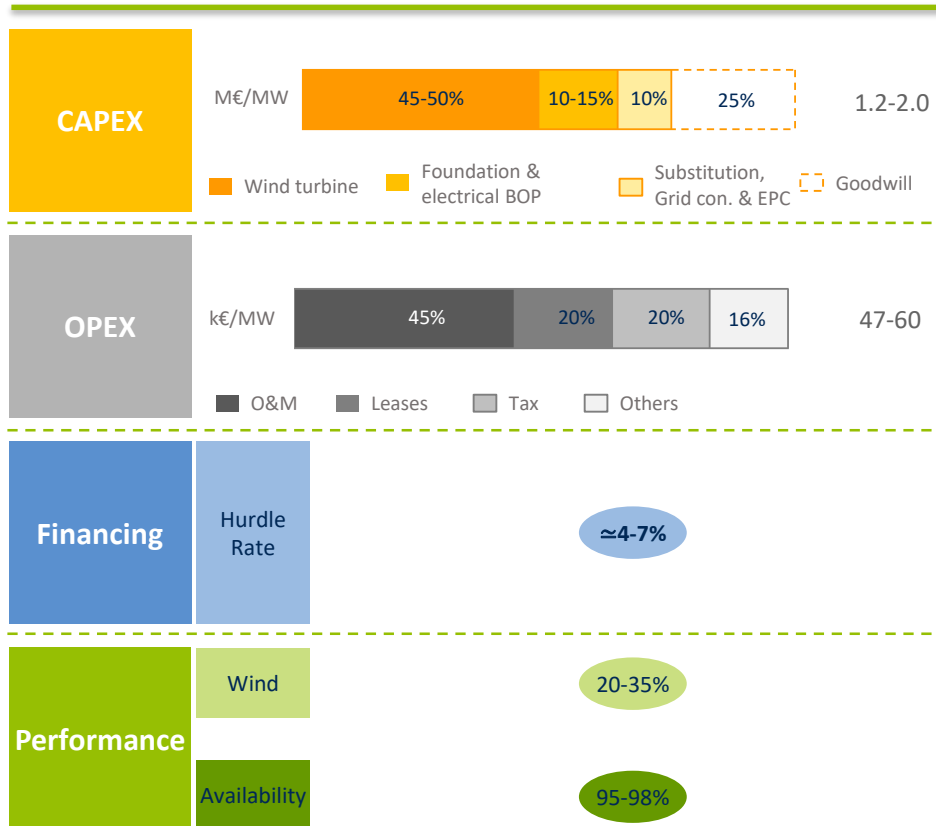 CAPEX
M€/MW
45-50%
10-15%
10%
25%
1.2-2.0
Wind turbine
Foundation &
electrical BOP
Substitution,
Grid con. & EPC
Goodwill
OPEX
k€/MW
45%
20%
20%
16%
47-60
O&M
Leases
Tax
Others
Financing
Hurdle
Rate
≃4-7%
Performance
Wind
20-35%
Availability
95-98%